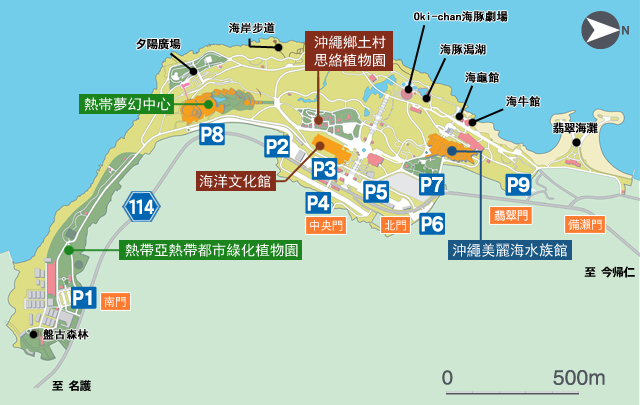 Oki-chan海豚劇場
N
海岸步道
夕陽廣場
沖繩鄉土村
思絡植物園
海豚潟湖
海龜館
熱帯夢幻中心
海牛館
翡翠海灘
P8
P2
P3
海洋文化館
P5
P7
P9
P4
114
中央門
北門
P6
翡翠門
備瀨門
熱帶亞熱帶都市綠化植物園
沖繩美麗海水族館
至 今帰仁
P1
南門
盤古森林
至 名護
0
500m